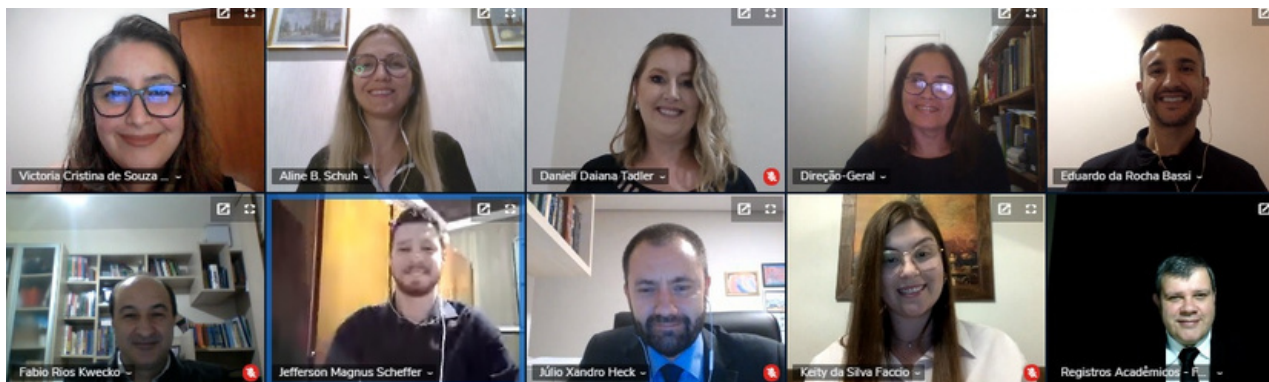 Victoria Cristina de Souza ...
Aline B. Schuh
Danieli Daiana Tadler
Direção-Geral
Eduardo da Rocha Bassi
Fabio Rios Kwecko
Jefferson Magnus Scheffer
Júlio Xandro Heck
Keity da Silva Faccio
Registros Acadêmicos - F...